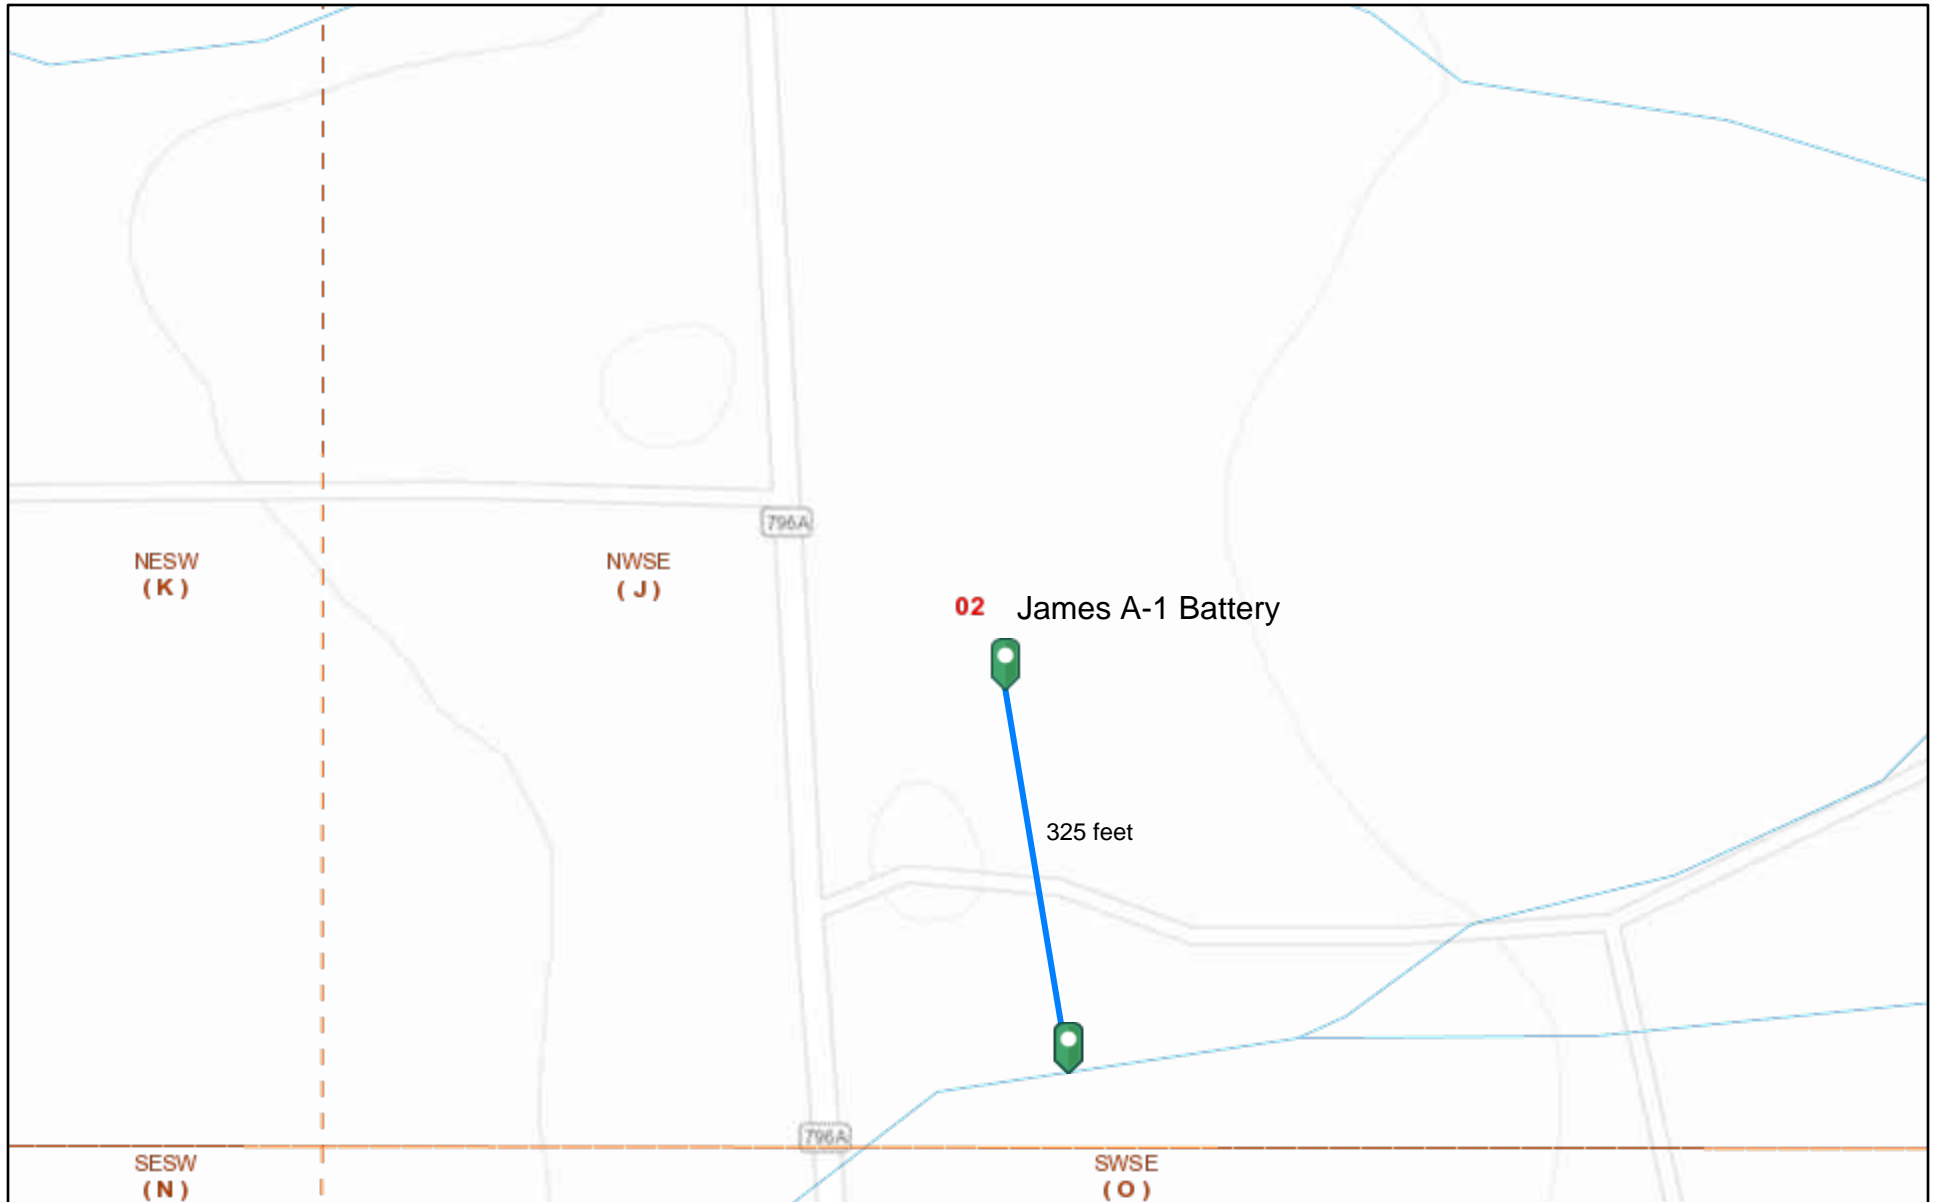 796A
NESW
( K )
NWSE
( J )
02 James A-1 Battery
325 feet
796A
SESW
( N )
SWSE
( O )